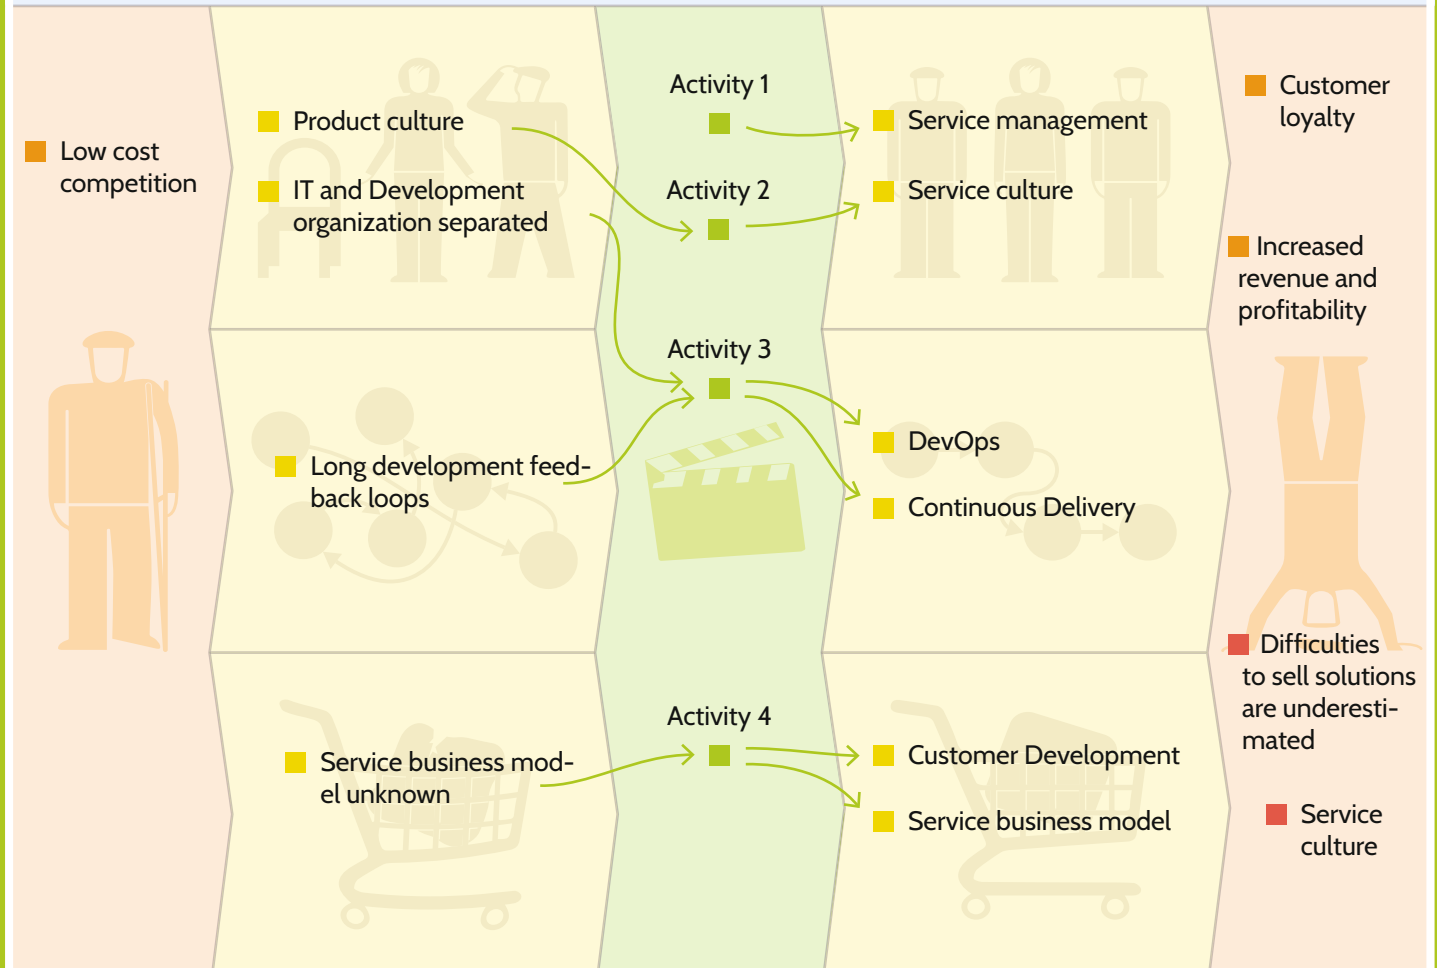 Low cost
competition
Product culture
IT and Development
organization separated
Long development feed-
back loops
Service business mod-
el unknown
Activity 1
Activity 2
Activity 3
Activity 4
Service management
Service culture
DevOps
Continuous Delivery
Customer Development
Service business model
Customer
loyalty
Increased
revenue and
profitability
Difficulties
to sell solutions
are underesti-
mated
Service
culture